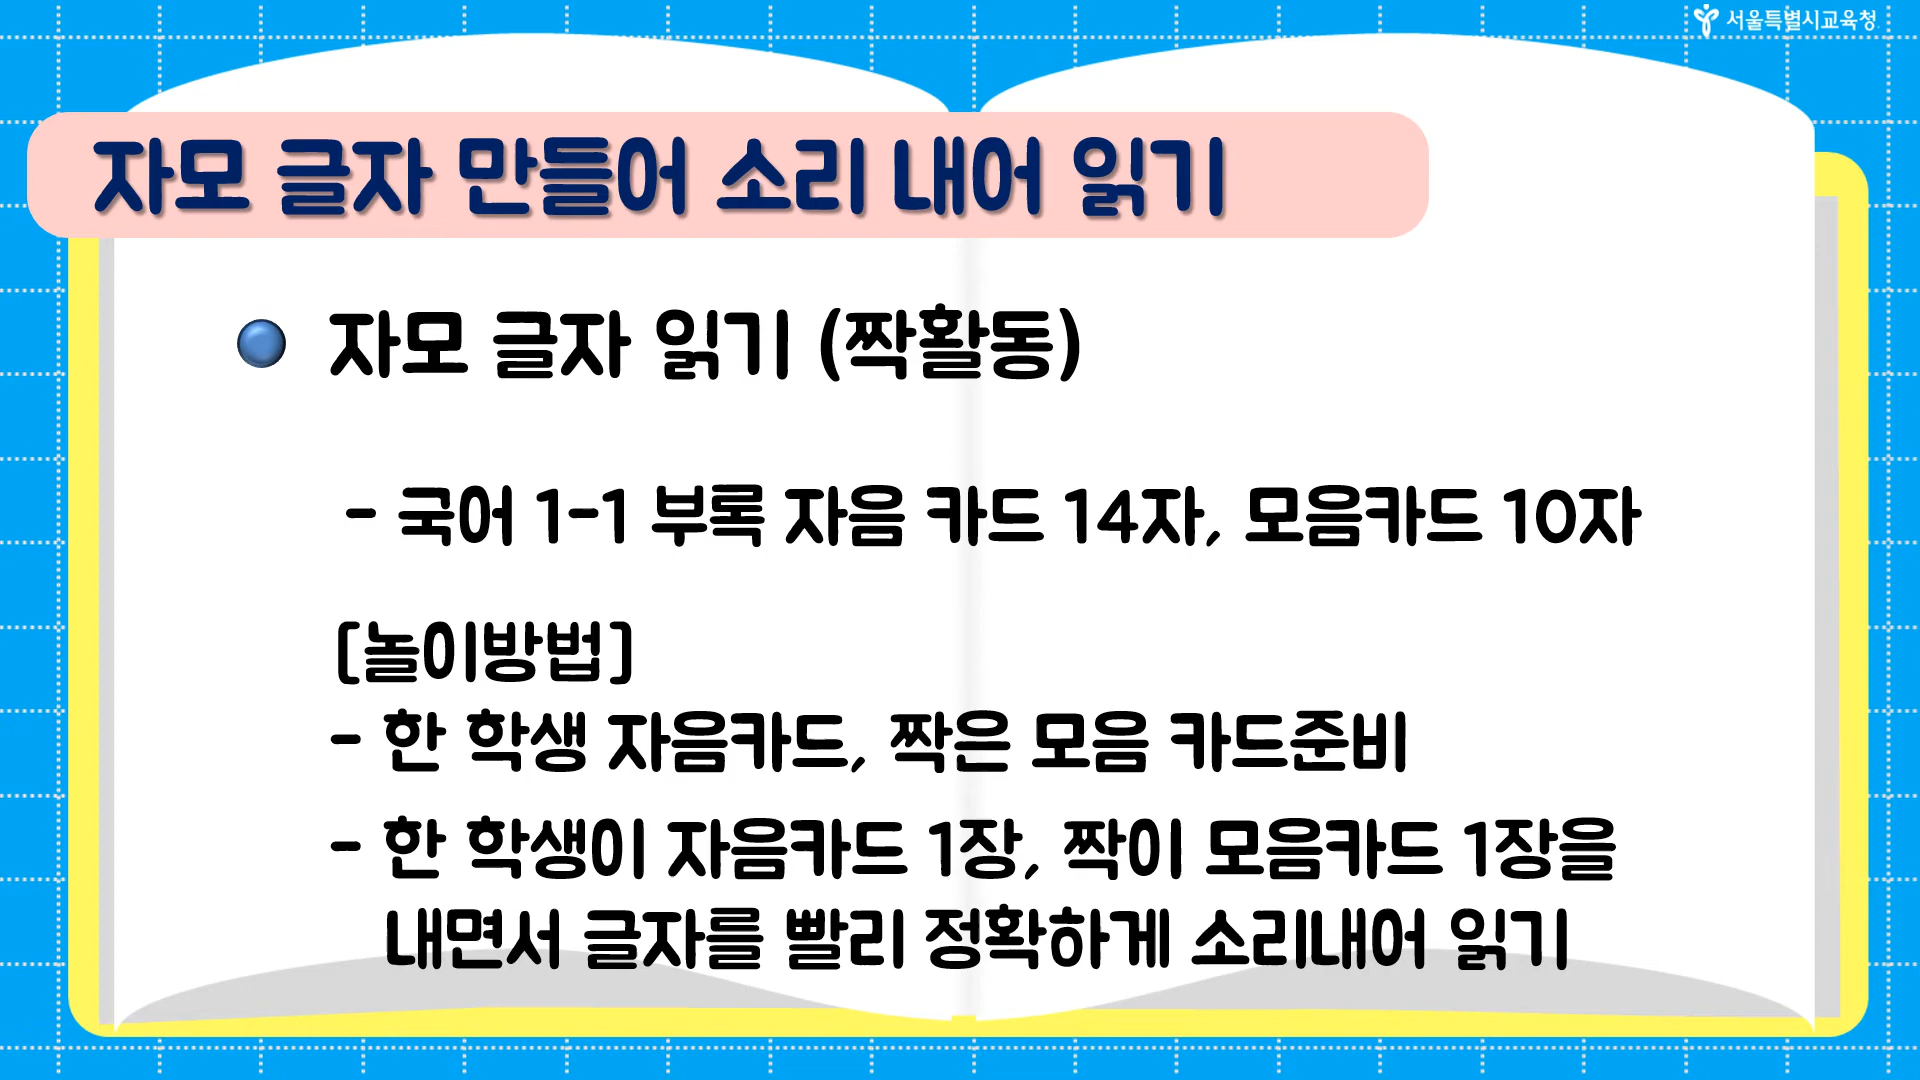 서울특별시교육청
자모 글자 만들어 소리 내어 읽기
자모 글자 읽기 (짝활동)
- 국어 1-1 부록 자음 카드 14자, 모음카드 10자
[놀이방법]
- 한 학생 자음카드, 짝은 모음 카드준비
- 한 학생이 자음카드 1장, 짝이 모음카드 1장을
내면서 글자를 빨리 정확하게 소리내어 읽기